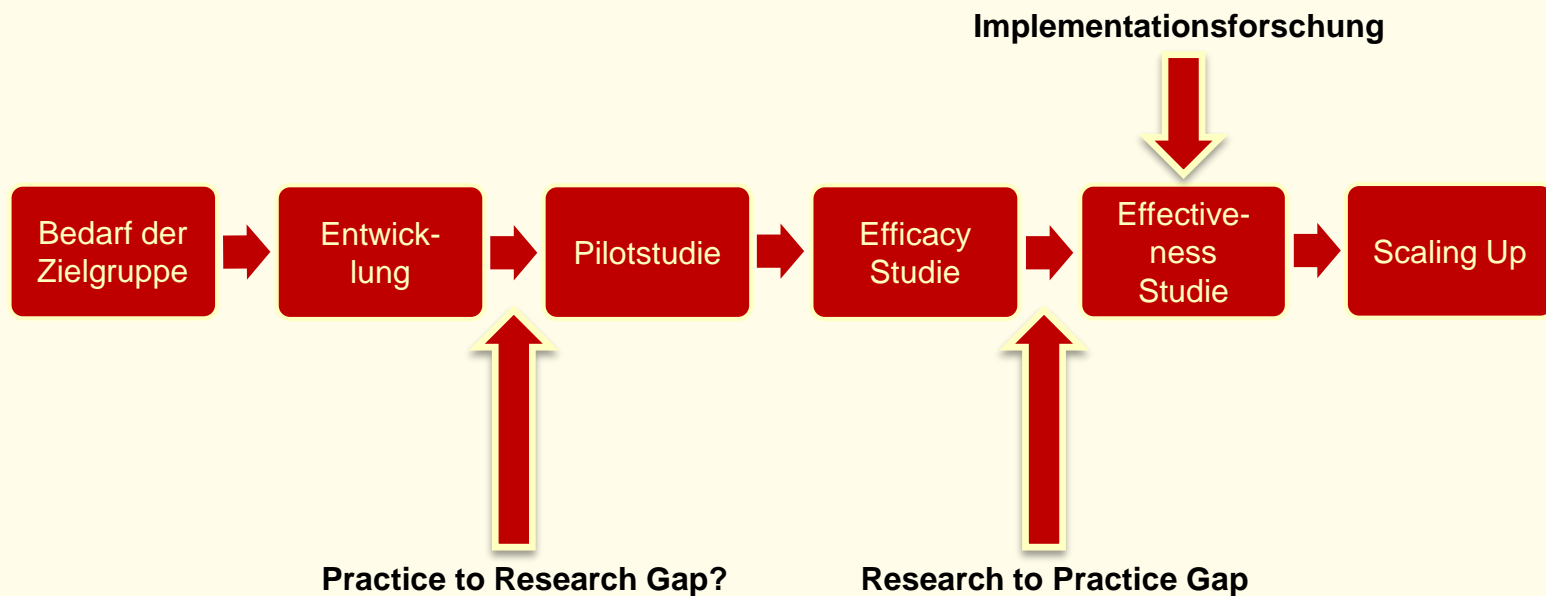 Implementationsforschung
Bedarf der
Zielgruppe
Entwick-
lung
Pilotstudie
Efficacy
Studie
Effective-
ness
Studie
Scaling Up
Practice to Research Gap?
Research to Practice Gap